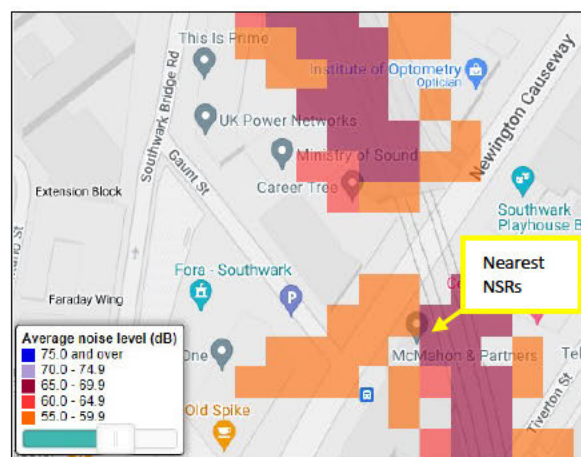 This Is Prime
Southwark Bridge Rd
Institute of Optometry
Optician
Newington Causeway
UK Power Networks
Gaunt St
Ministry of Sound
Extension Block
Career Tree
Southwark
Playhouse B
Nearest
NSRs
Fora - Southwark
P
Faraday Wing
McMahon & Partners
Tel
Average noise level (dB)
75.0 and over
70.0 - 74.9
65.0 - 69.9
60.0 - 64.9
55.0 - 59.9
One
Old Spike
Tiverton St